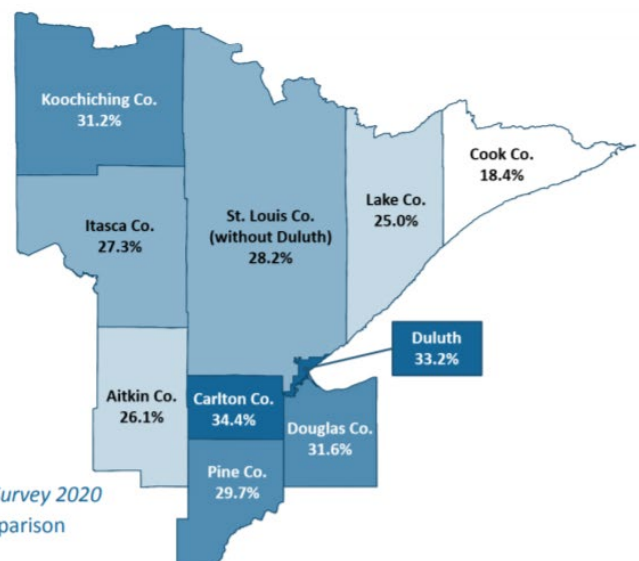 Koochiching Co.
31.2%
Cook Co.
18.4%
Lake Co.
25.0%
St. Louis Co.
(without Duluth)
28.2%
Itasca Co.
27.3%
Duluth
33.2%
Aitkin Co.
26.1%
Carlton Co.
34.4%
Douglas Co.
31.6%
Pine Co.
29.7%
urvey 2020
parison